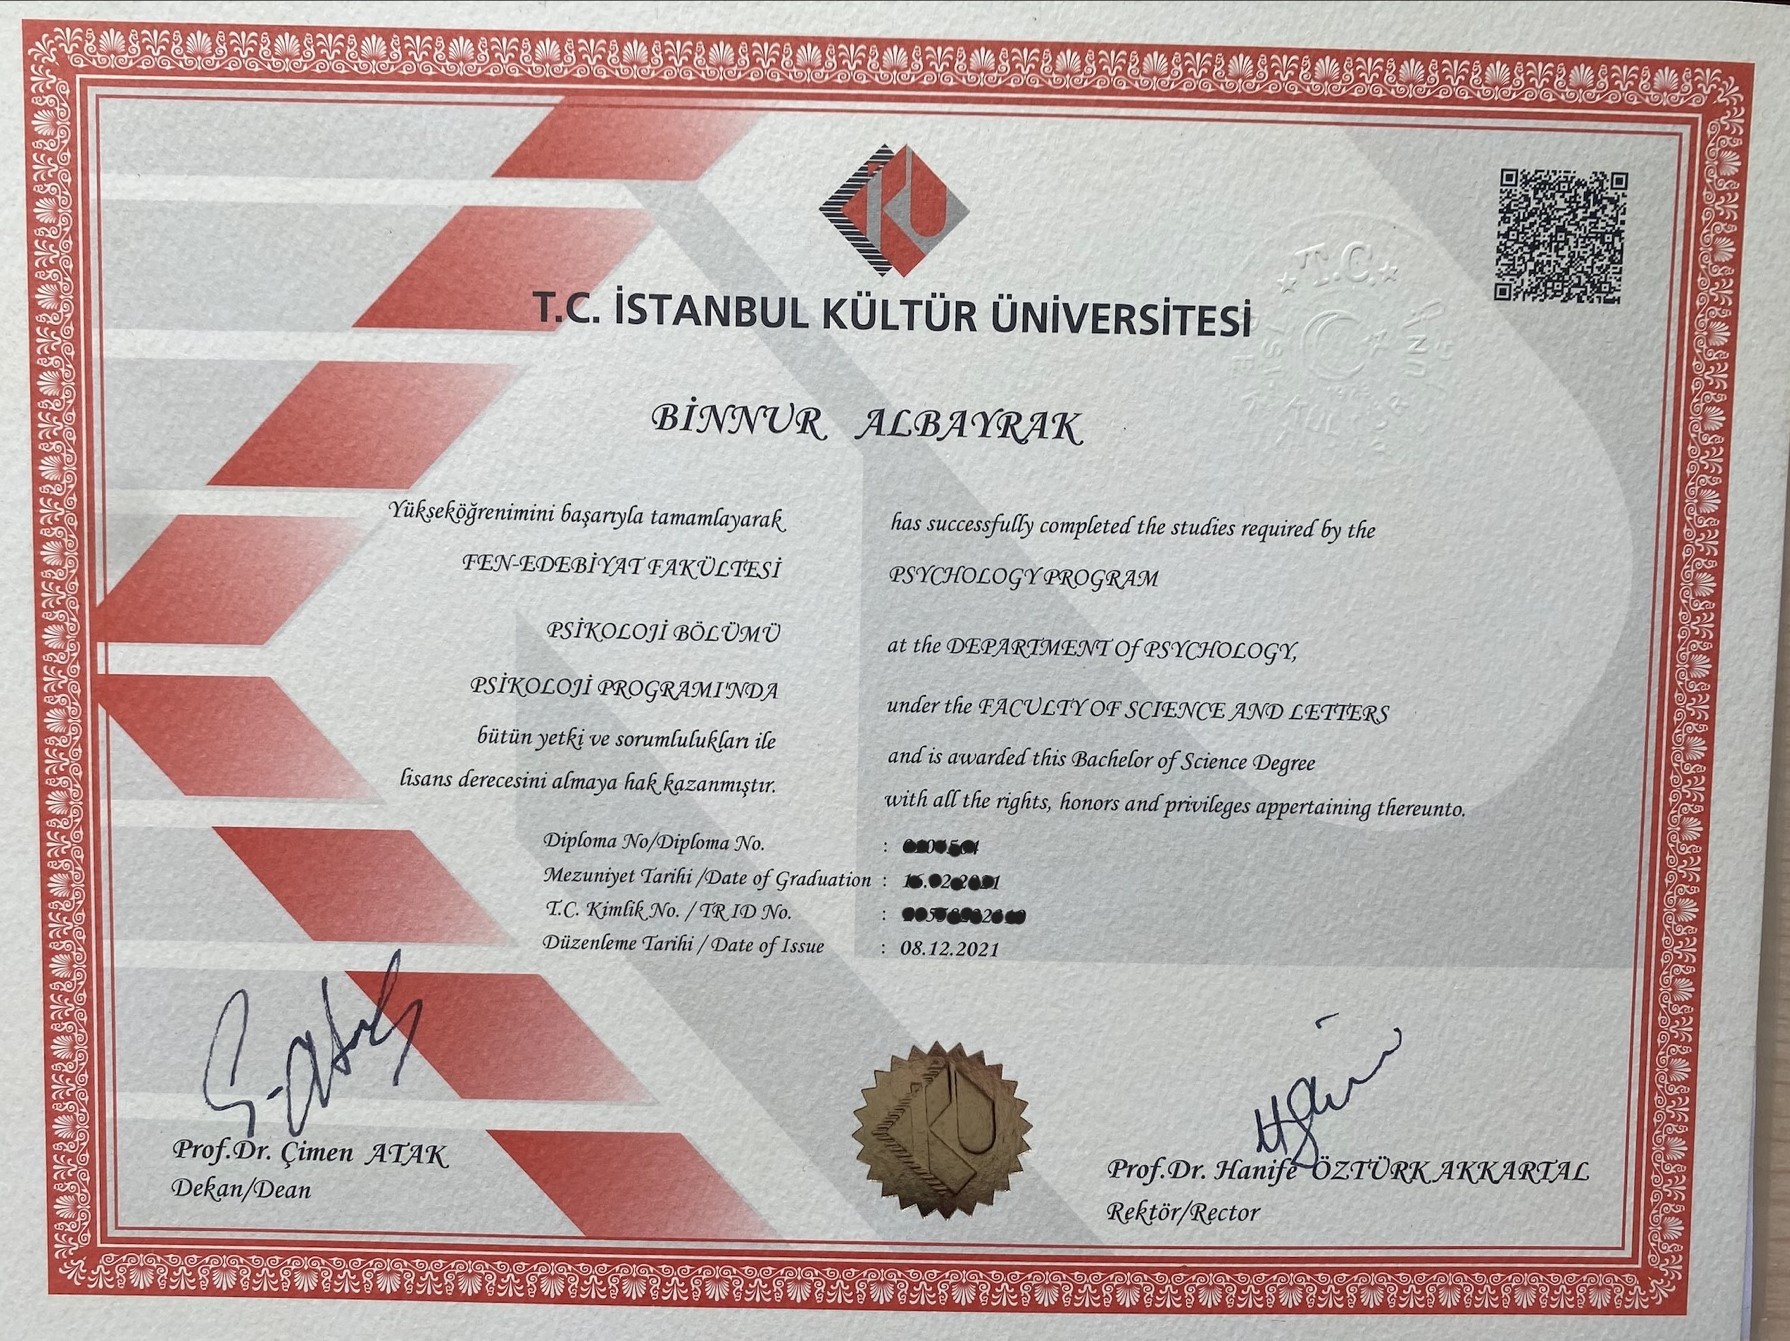 İKÜ
T.C. İSTANBUL KÜLTÜR ÜNİVERSİTESİ
T.C.
BİNNUR ALBAYRAK
Yükseköğrenimini başarıyla tamamlayarak
FEN-EDEBİYAT FAKÜLTESİ
PSİKOLOJİ BÖLÜMÜ
PSİKOLOJİ PROGRAMI'NDA
bütün yetki ve sorumlulukları ile
lisans derecesini almaya hak kazanmıştır.
has successfully completed the studies required by the
PSYCHOLOGY PROGRAM
at the DEPARTMENT of PSYCHOLOGY,
under the FACULTY OF SCIENCE AND LETTERS
and is awarded this Bachelor of Science Degree
with all the rights, honors and privileges appertaining thereunto.
Diploma No/Diploma No. :
Mezuniyet Tarihi /Date of Graduation :
T.C. Kimlik No. / TR ID No. :
Düzenleme Tarihi / Date of Issue : 08.12.2021
Prof.Dr. Çimen ATAK
Dekan/Dean
Prof.Dr. Hanife ÖZTÜRK AKKARTAL
Rektör/Rector